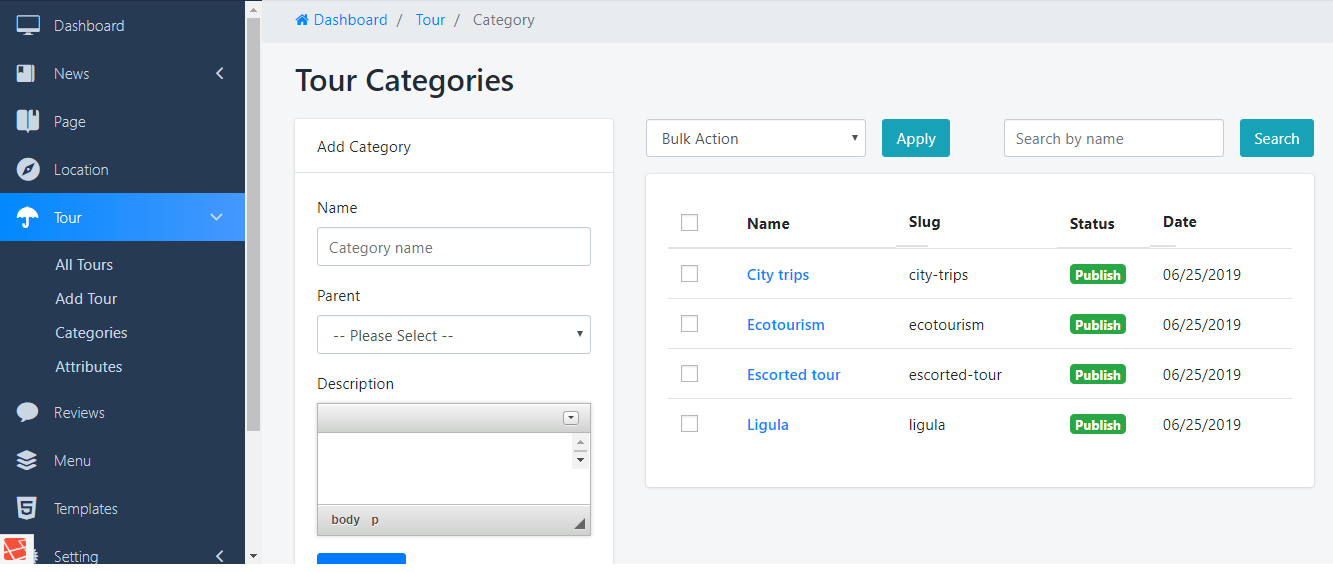 Dashboard
News
Page
Location
Tour
All Tours
Add Tour
Categories
Attributes
Reviews
Menu
Templates
Setting
Dashboard / Tour / Category
Tour Categories
Add Category
Name
Category name
Parent
-- Please Select --
Description
body p
Bulk Action
Apply
Search by name
Search
Name Slug Status Date
City trips city-trips Publish 06/25/2019
Ecotourism ecotourism Publish 06/25/2019
Escorted tour escorted-tour Publish 06/25/2019
Ligula ligula Publish 06/25/2019